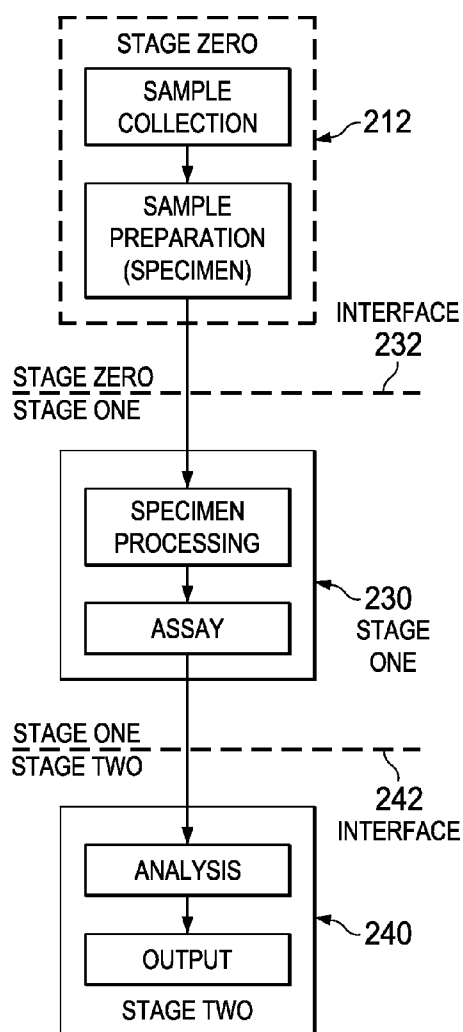 STAGE ZERO
SAMPLE
COLLECTION
212
SAMPLE
PREPARATION
(SPECIMEN)
INTERFACE
232
STAGE ZERO
STAGE ONE
SPECIMEN
PROCESSING
230
STAGE
ONE
ASSAY
STAGE ONE
STAGE TWO
242
INTERFACE
ANALYSIS
240
OUTPUT
STAGE TWO